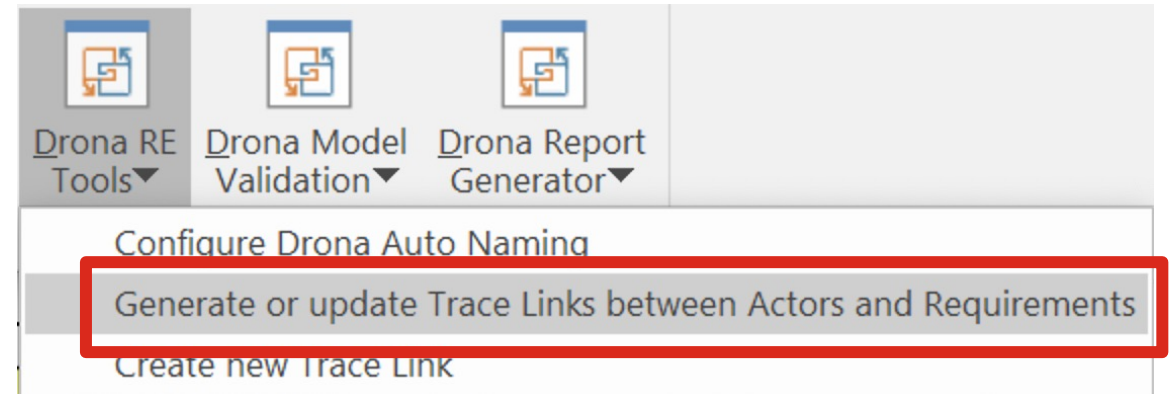 Drona RE Tools
Drona Model Validation
Drona Report Generator
Configure Drona Auto Naming
Generate or update Trace Links between Actors and Requirements
Create new Trace Link